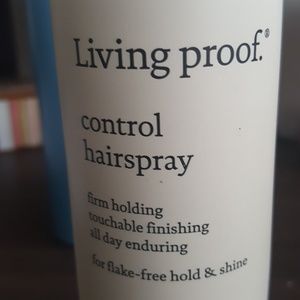 Living proof.®
control
hairspray
firm holding
touchable finishing
all day enduring
for flake-free hold & shine